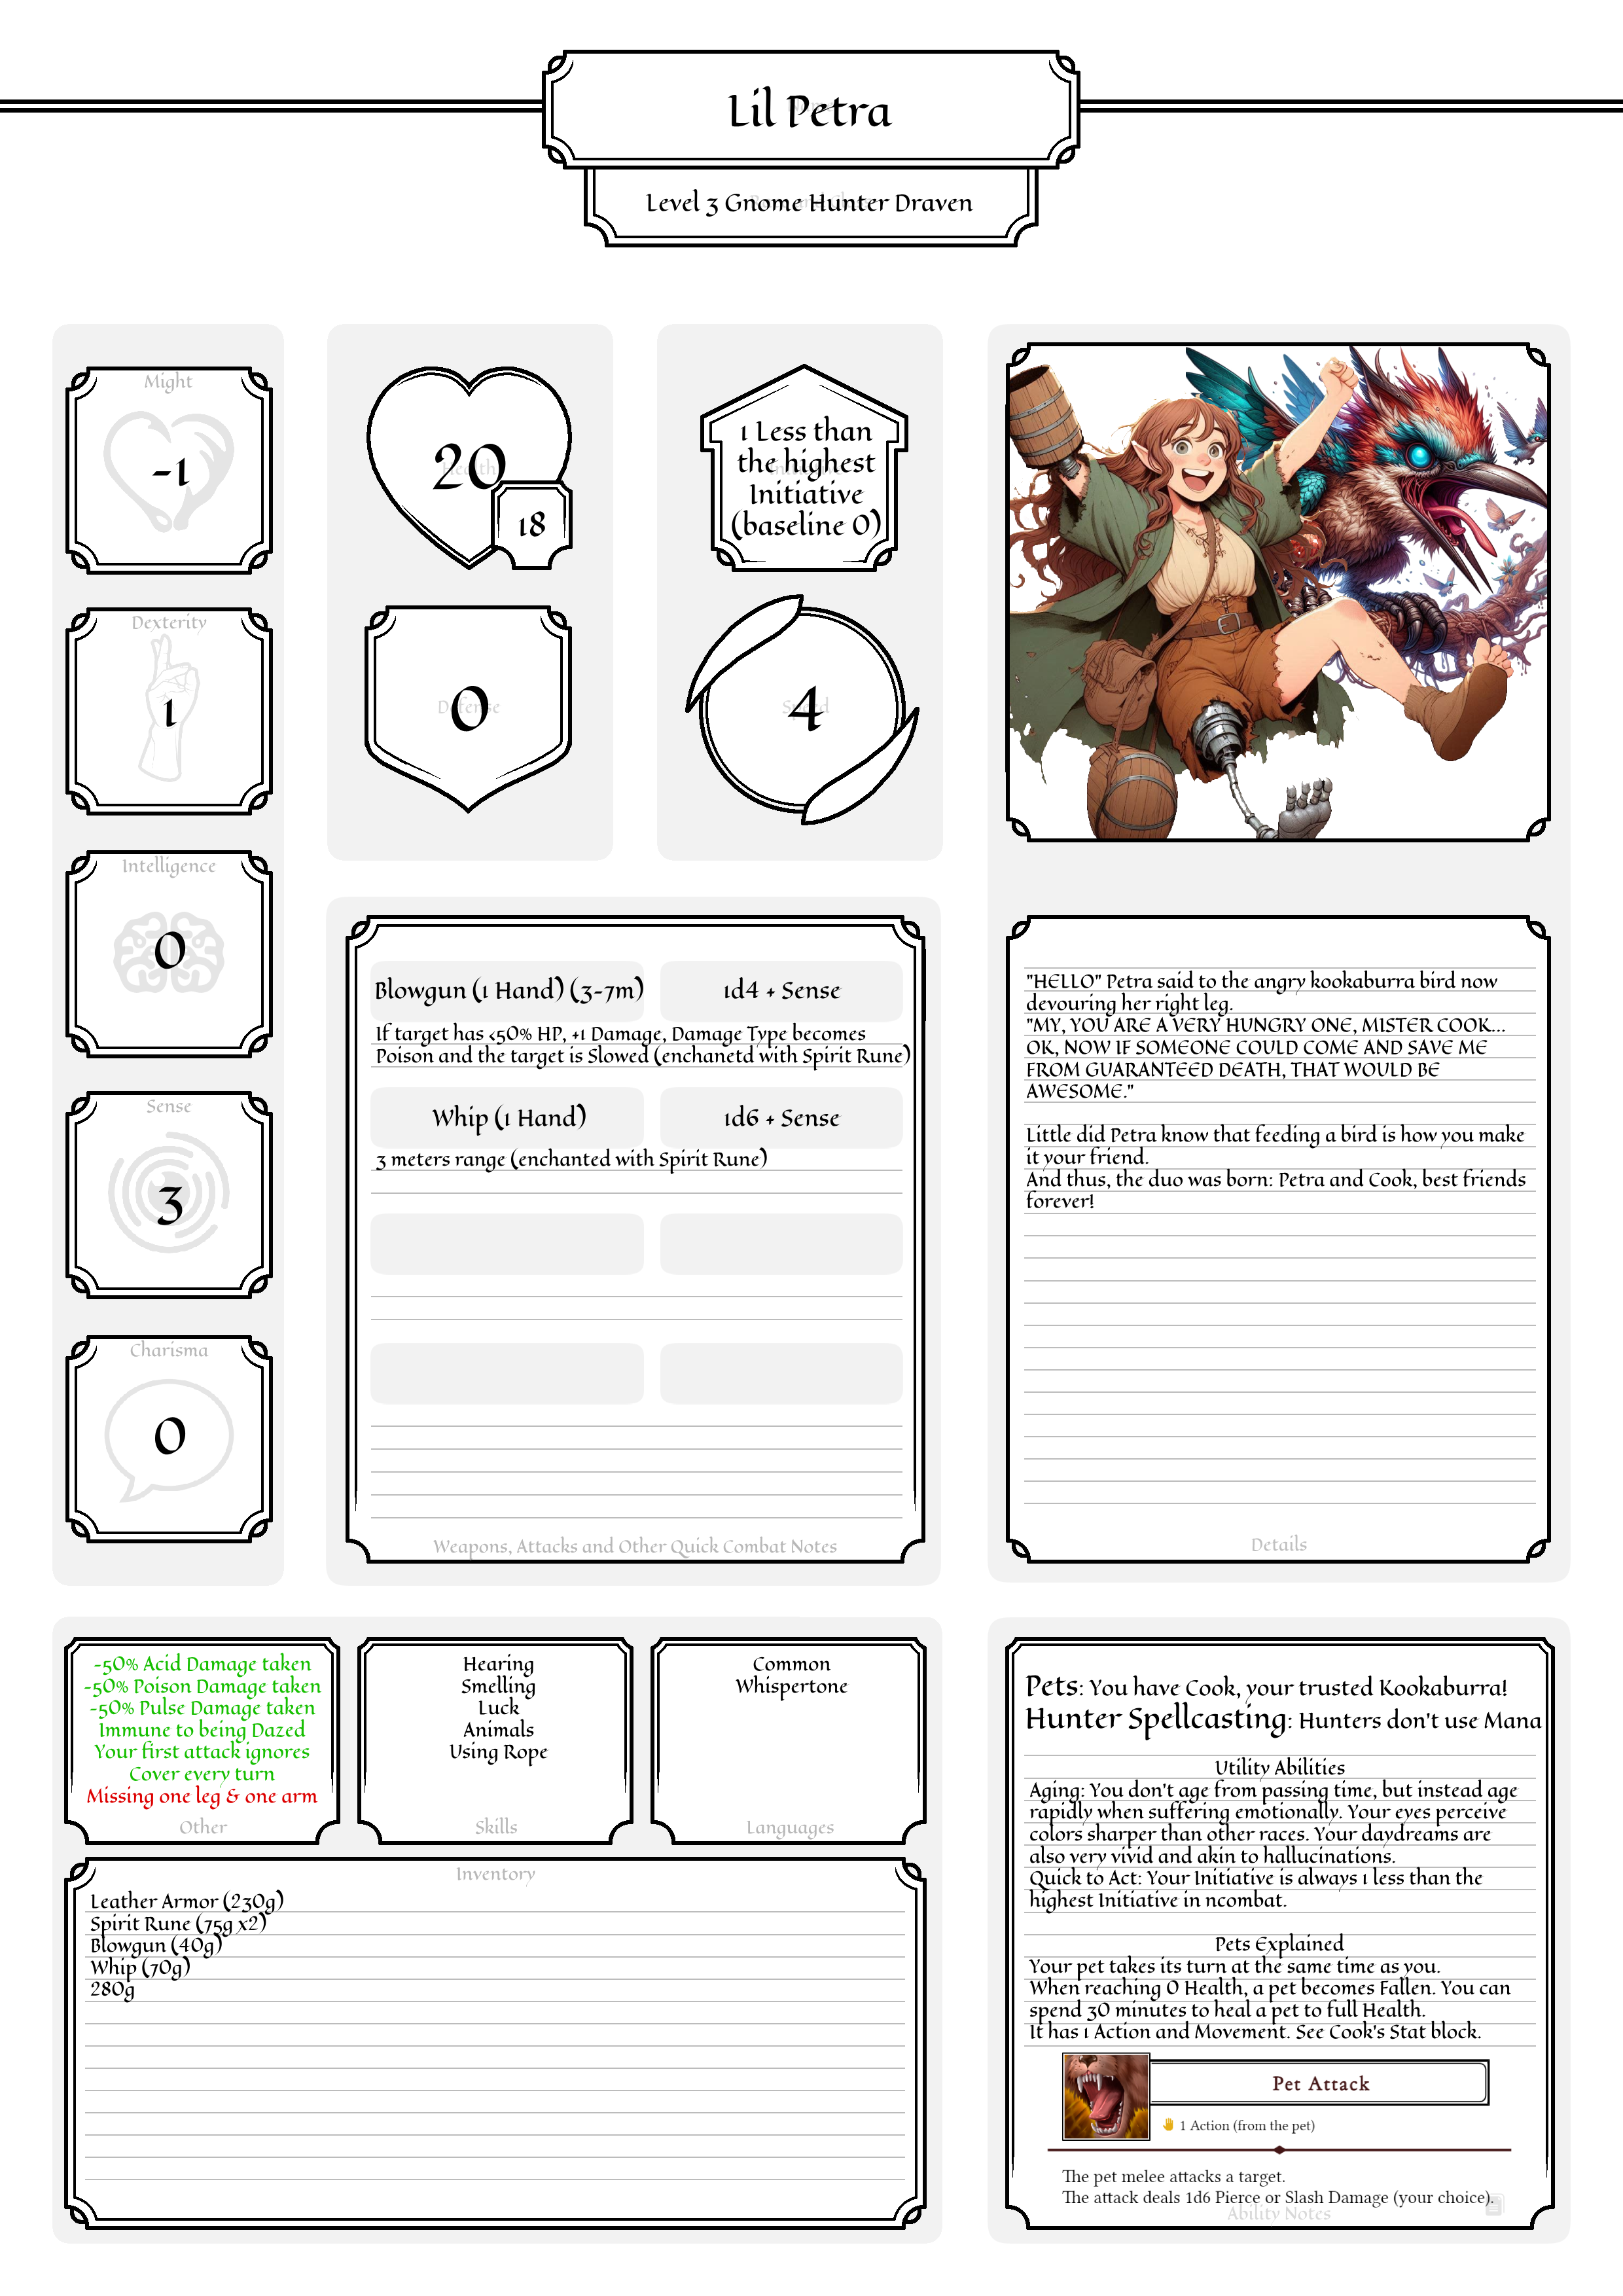 Lil Petra
Level 3 Gnome Hunter Draven
Might
-1
Dexterity
1
Intelligence
0
Sense
3
Charisma
0
Health
20
18
Defense
0
1 Less than
the highest
Initiative
(baseline 0)
Speed
4
Blowgun (1 Hand) (3-7m)
1d4 + Sense
If target has <50% HP, +1 Damage, Damage Type becomes
Poison and the target is Slowed (enchanetd with Spirit Rune)
Whip (1 Hand)
1d6 + Sense
3 meters range (enchanted with Spirit Rune)
Weapons, Attacks and Other Quick Combat Notes
"HELLO" Petra said to the angry kookaburra bird now
devouring her right leg.
"MY, YOU ARE A VERY HUNGRY ONE, MISTER COOK...
OK, NOW IF SOMEONE COULD COME AND SAVE ME
FROM GUARANTEED DEATH, THAT WOULD BE
AWESOME."
Little did Petra know that feeding a bird is how you make
it your friend.
And thus, the duo was born: Petra and Cook, best friends
forever!
Details
-50% Acid Damage taken
-50% Poison Damage taken
-50% Pulse Damage taken
Immune to being Dazed
Your first attack ignores
Cover every turn
Missing one leg & one arm
Other
Hearing
Smelling
Luck
Animals
Using Rope
Skills
Common
Whispertone
Languages
Inventory
Leather Armor (230g)
Spirit Rune (75g x2)
Blowgun (40g)
Whip (70g)
280g
Pets: You have Cook, your trusted Kookaburra!
Hunter Spellcasting: Hunters don't use Mana
Utility Abilities
Aging: You don't age from passing time, but instead age
rapidly when suffering emotionally. Your eyes perceive
colors sharper than other races. Your daydreams are
also very vivid and akin to hallucinations.
Quick to Act: Your Initiative is always 1 less than the
highest Initiative in ncombat.
Pets Explained
Your pet takes its turn at the same time as you.
When reaching 0 Health, a pet becomes Fallen. You can
spend 30 minutes to heal a pet to full Health.
It has 1 Action and Movement. See Cook's Stat block.
Pet Attack
1 Action (from the pet)
The pet melee attacks a target.
The attack deals 1d6 Pierce or Slash Damage (your choice).
Ability Notes